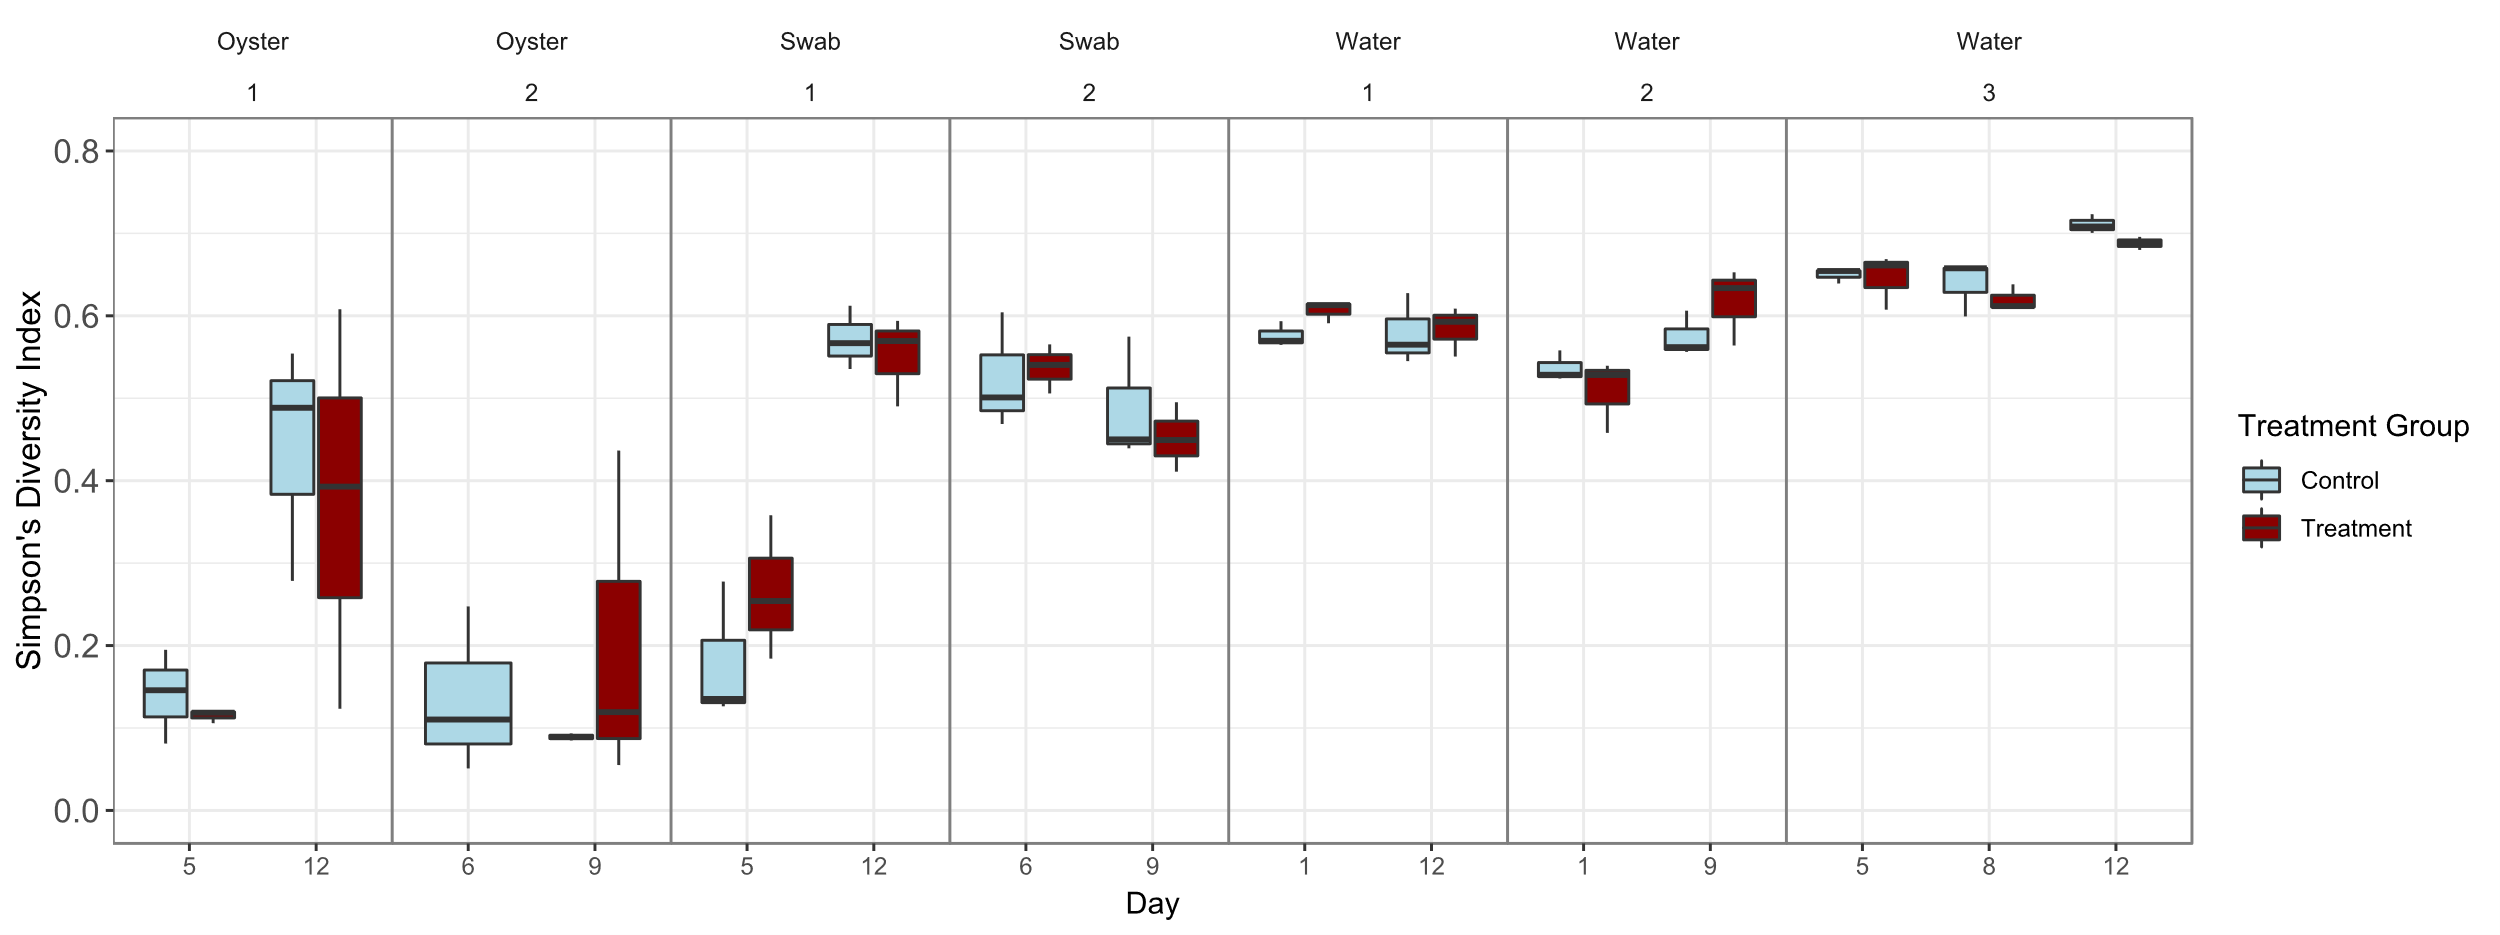 Oyster Oyster Swab Swab Water Water Water
1 2 1 2 1 2 3
0.8
0.6
0.4
0.2
0.0
Simpson's Diversity Index
5 12 6 9 5 12 6 9 1 12 1 9 5 8 12
Day
Treatment Group
Control
Treatment